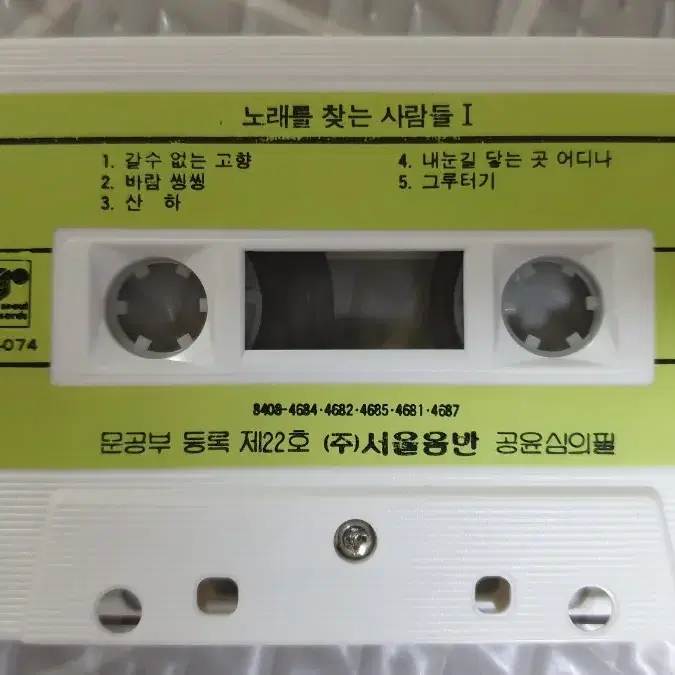 노래를 찾는 사람들 I
1. 갈수 없는 고향
2. 바람 씽씽
3. 산 하
4. 내눈길 닿는 곳 어디나
5. 그루터기
074
8408-4684·4682·4685·4681·4687
문공부 등록 제22호 (주)서울음반 공윤심의필